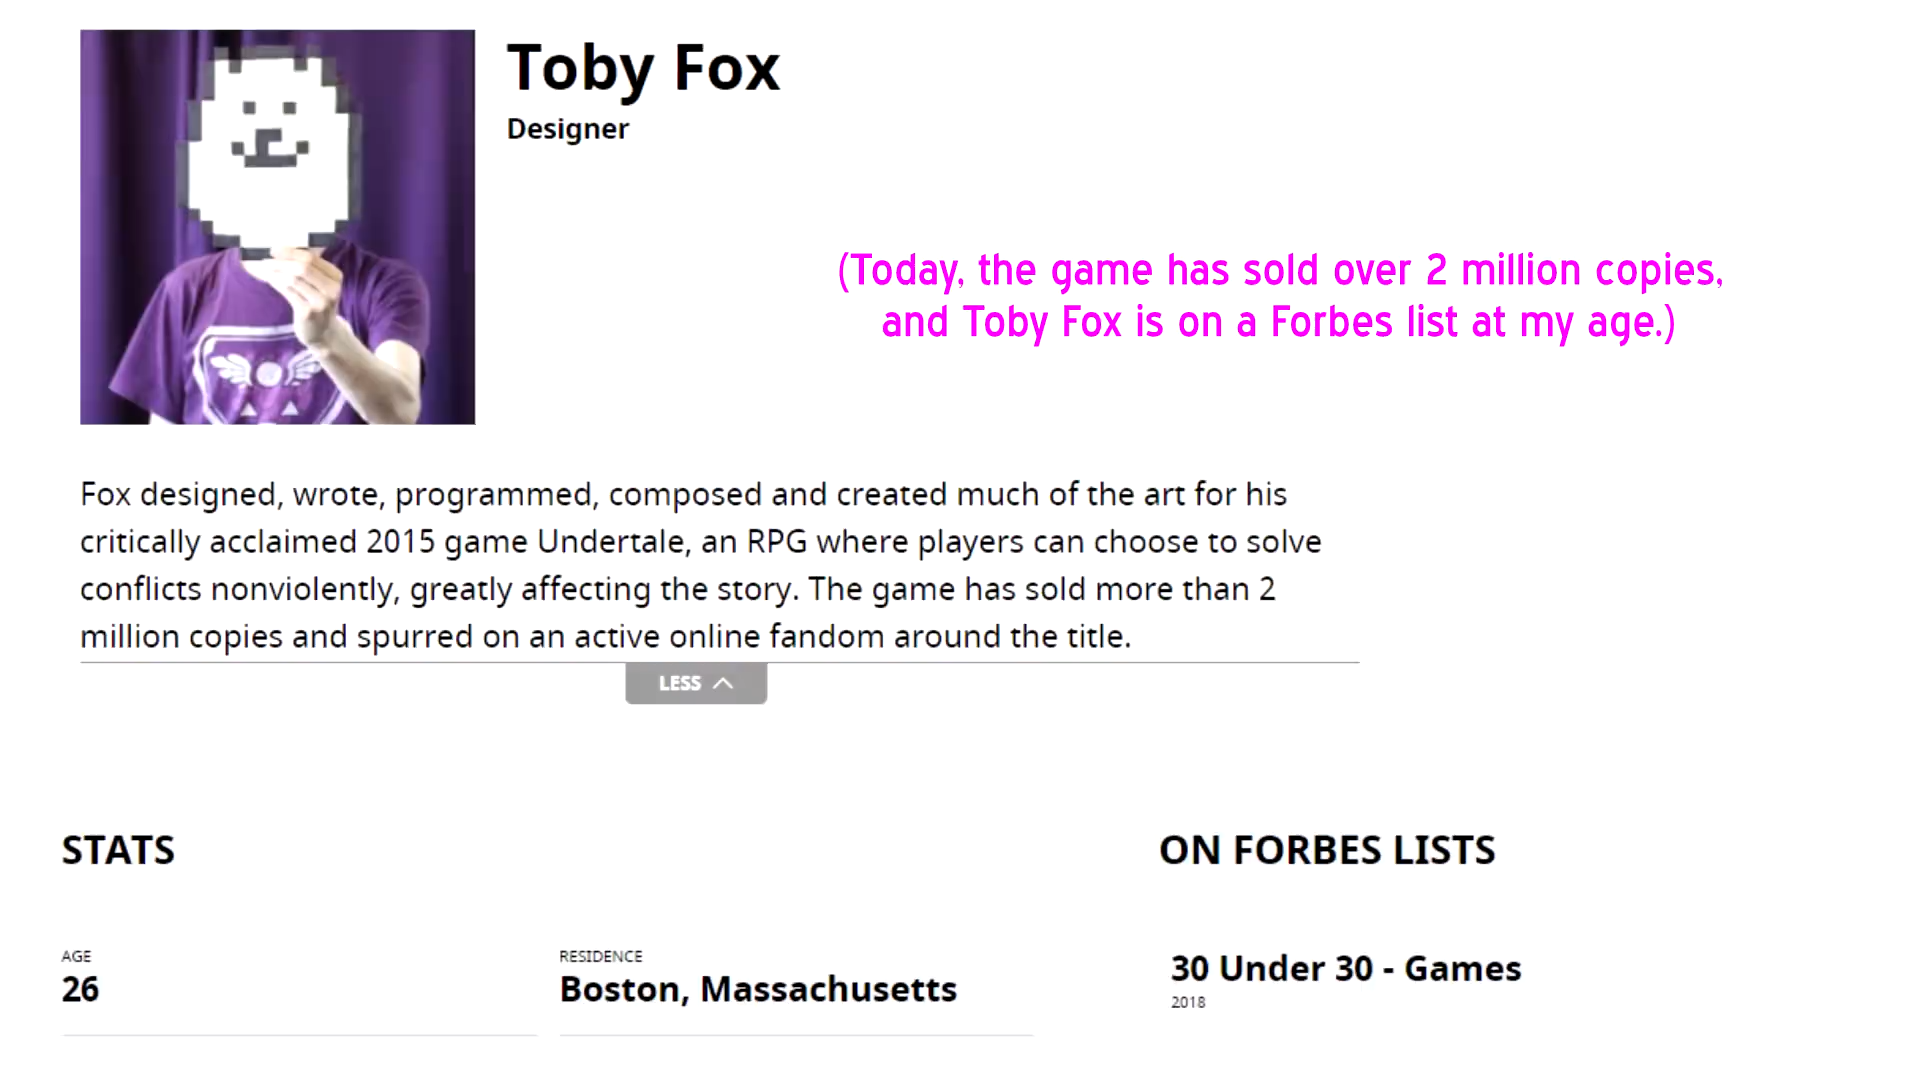 Toby Fox
Designer
(Today, the game has sold over 2 million copies,
and Toby Fox is on a Forbes list at my age.)
Fox designed, wrote, programmed, composed and created much of the art for his
critically acclaimed 2015 game Undertale, an RPG where players can choose to solve
conflicts nonviolently, greatly affecting the story. The game has sold more than 2
million copies and spurred on an active online fandom around the title.
LESS
STATS
ON FORBES LISTS
AGE
26
RESIDENCE
Boston, Massachusetts
30 Under 30 - Games
2018